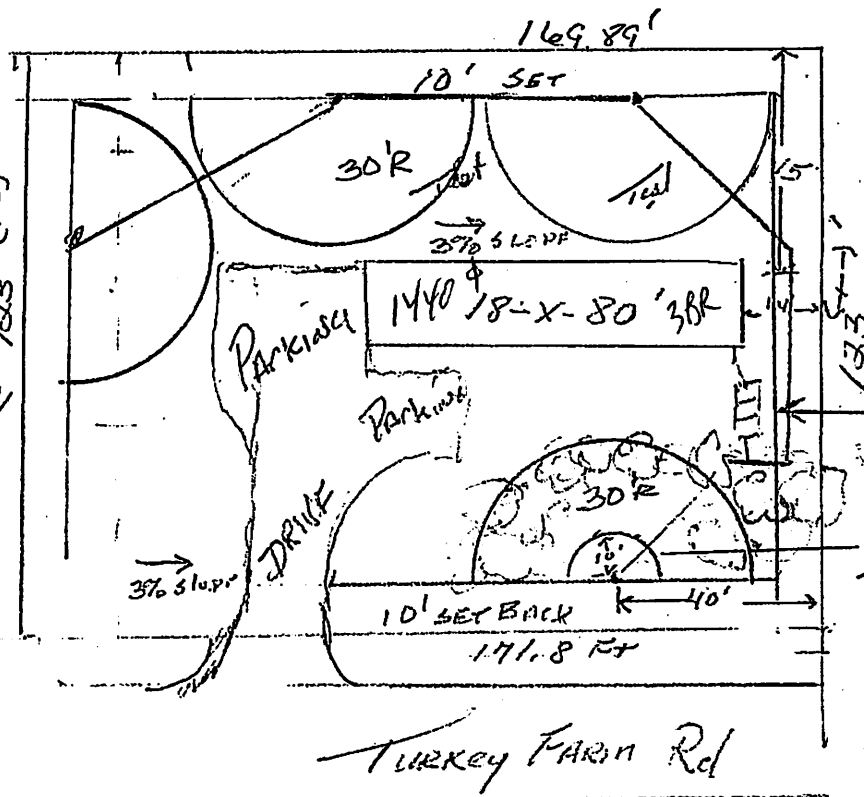 169.89'
10' SET
30'R
Test
Test
15
3% SLOPE
1440 18-X-80' 3BR
14
PARKING
Parking
30'R
10'
DRIVE
3% Slope
40'
10' SET BACK
171.8 FT
TURKEY FARM Rd